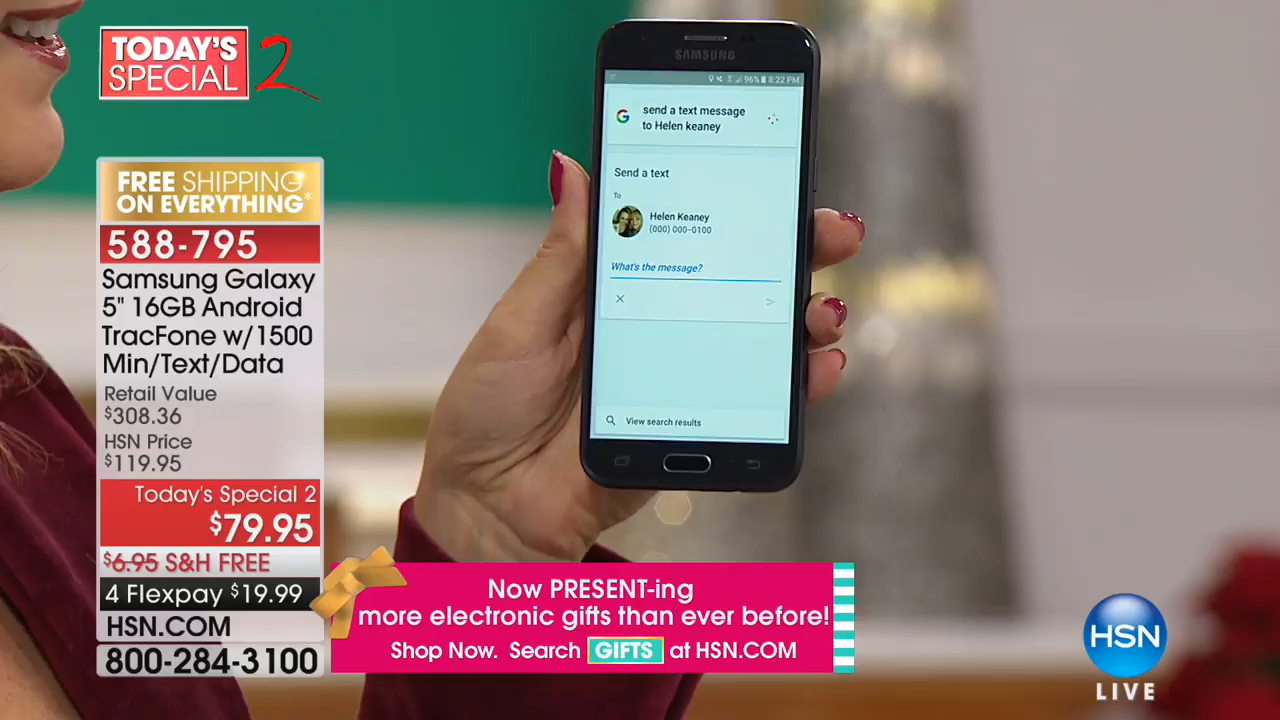 TODAY'S
SPECIAL 2
FREE SHIPPING
ON EVERYTHING*
588-795
Samsung Galaxy
5" 16GB Android
TracFone w/1500
Min/Text/Data
Retail Value
$308.36
HSN Price
$119.95
Today's Special 2
$79.95
$6.95 S&H FREE
4 Flexpay $19.99
HSN.COM
800-284-3100
SAMSUNG
96% 8:22 PM
G send a text message
to Helen keaney
Send a text
To
Helen Keaney
(000) 000-0100
What's the message?
View search results
Now PRESENT-ing
more electronic gifts than ever before!
Shop Now. Search GIFTS at HSN.COM
HSN
LIVE